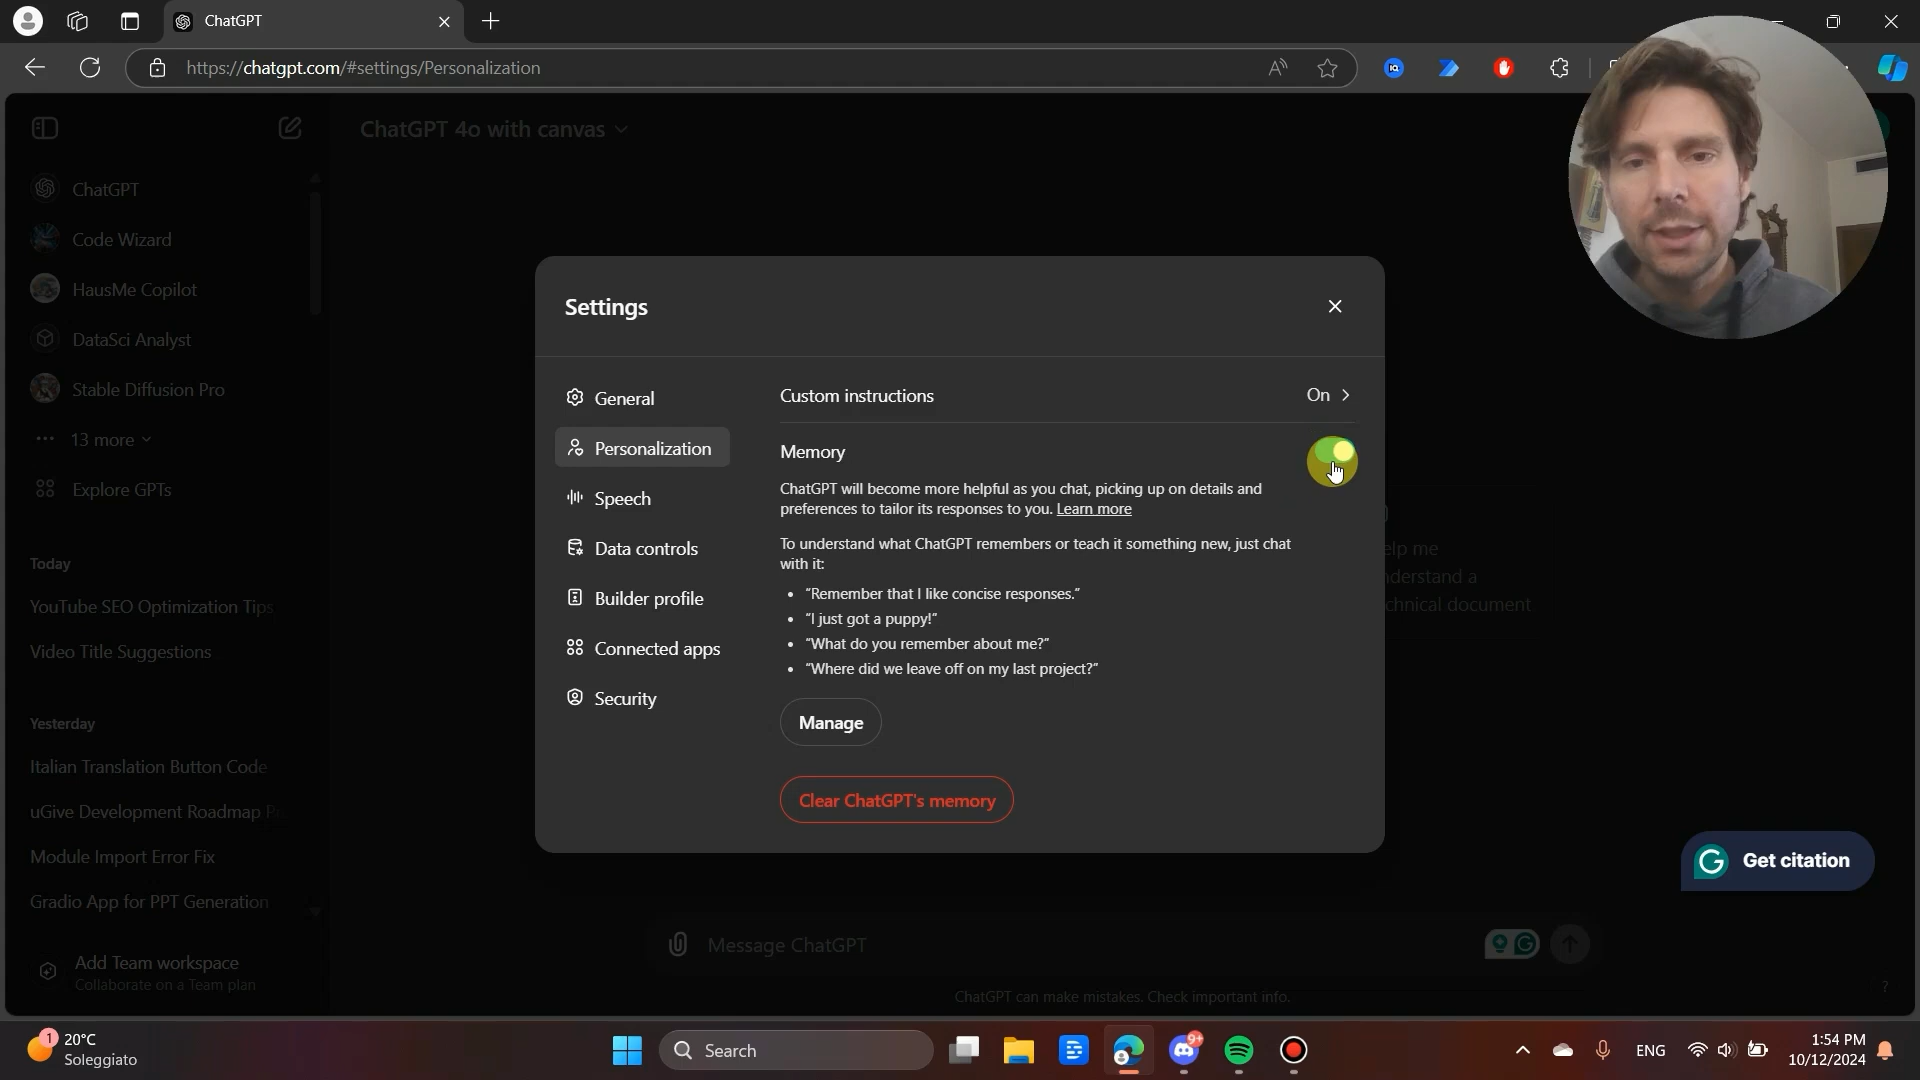 ChatGPT
https://chatgpt.com/#settings/Personalization
ChatGPT 4o with canvas
ChatGPT
Code Wizard
HausMe Copilot
DataSci Analyst
Stable Diffusion Pro
13 more
Explore GPTs
Today
YouTube SEO Optimization Tips
Video Title Suggestions
Yesterday
Italian Translation Button Code
uGive Development Roadmap
Module Import Error Fix
Gradio App for PPT Generation
Add Team workspace
Collaborate on a Team plan
Settings
General
Personalization
Speech
Data controls
Builder profile
Connected apps
Security
Custom instructions
On
Memory
ChatGPT will become more helpful as you chat, picking up on details and
preferences to tailor its responses to you. Learn more
To understand what ChatGPT remembers or teach it something new, just chat
with it:
• “Remember that I like concise responses.”
• “I just got a puppy!”
• “What do you remember about me?”
• “Where did we leave off on my last project?”
Manage
Clear ChatGPT's memory
elp me
derstand a
chnical document
Get citation
Message ChatGPT
ChatGPT can make mistakes. Check important info.
?
1
20°C
Soleggiato
Search
9+
ENG
1:54 PM
10/12/2024